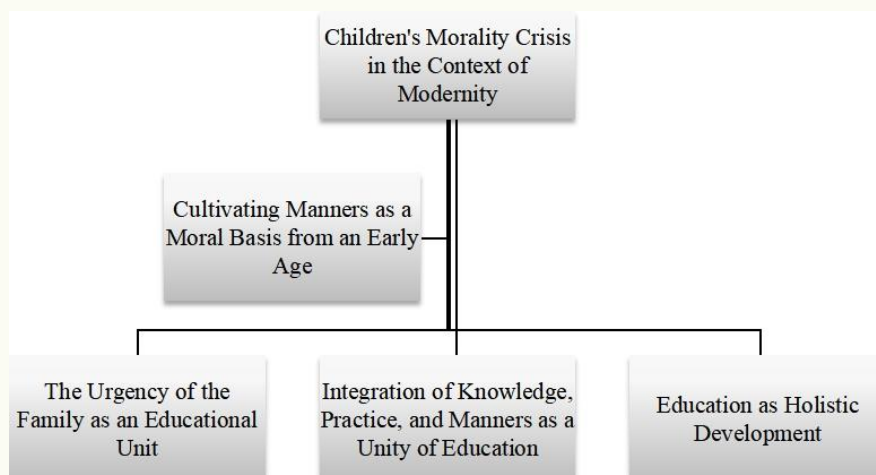 Children's Morality Crisis
in the Context of
Modernity
Cultivating Manners as a
Moral Basis from an Early
Age
The Urgency of the
Family as an Educational
Unit
Integration of Knowledge,
Practice, and Manners as a
Unity of Education
Education as Holistic
Development